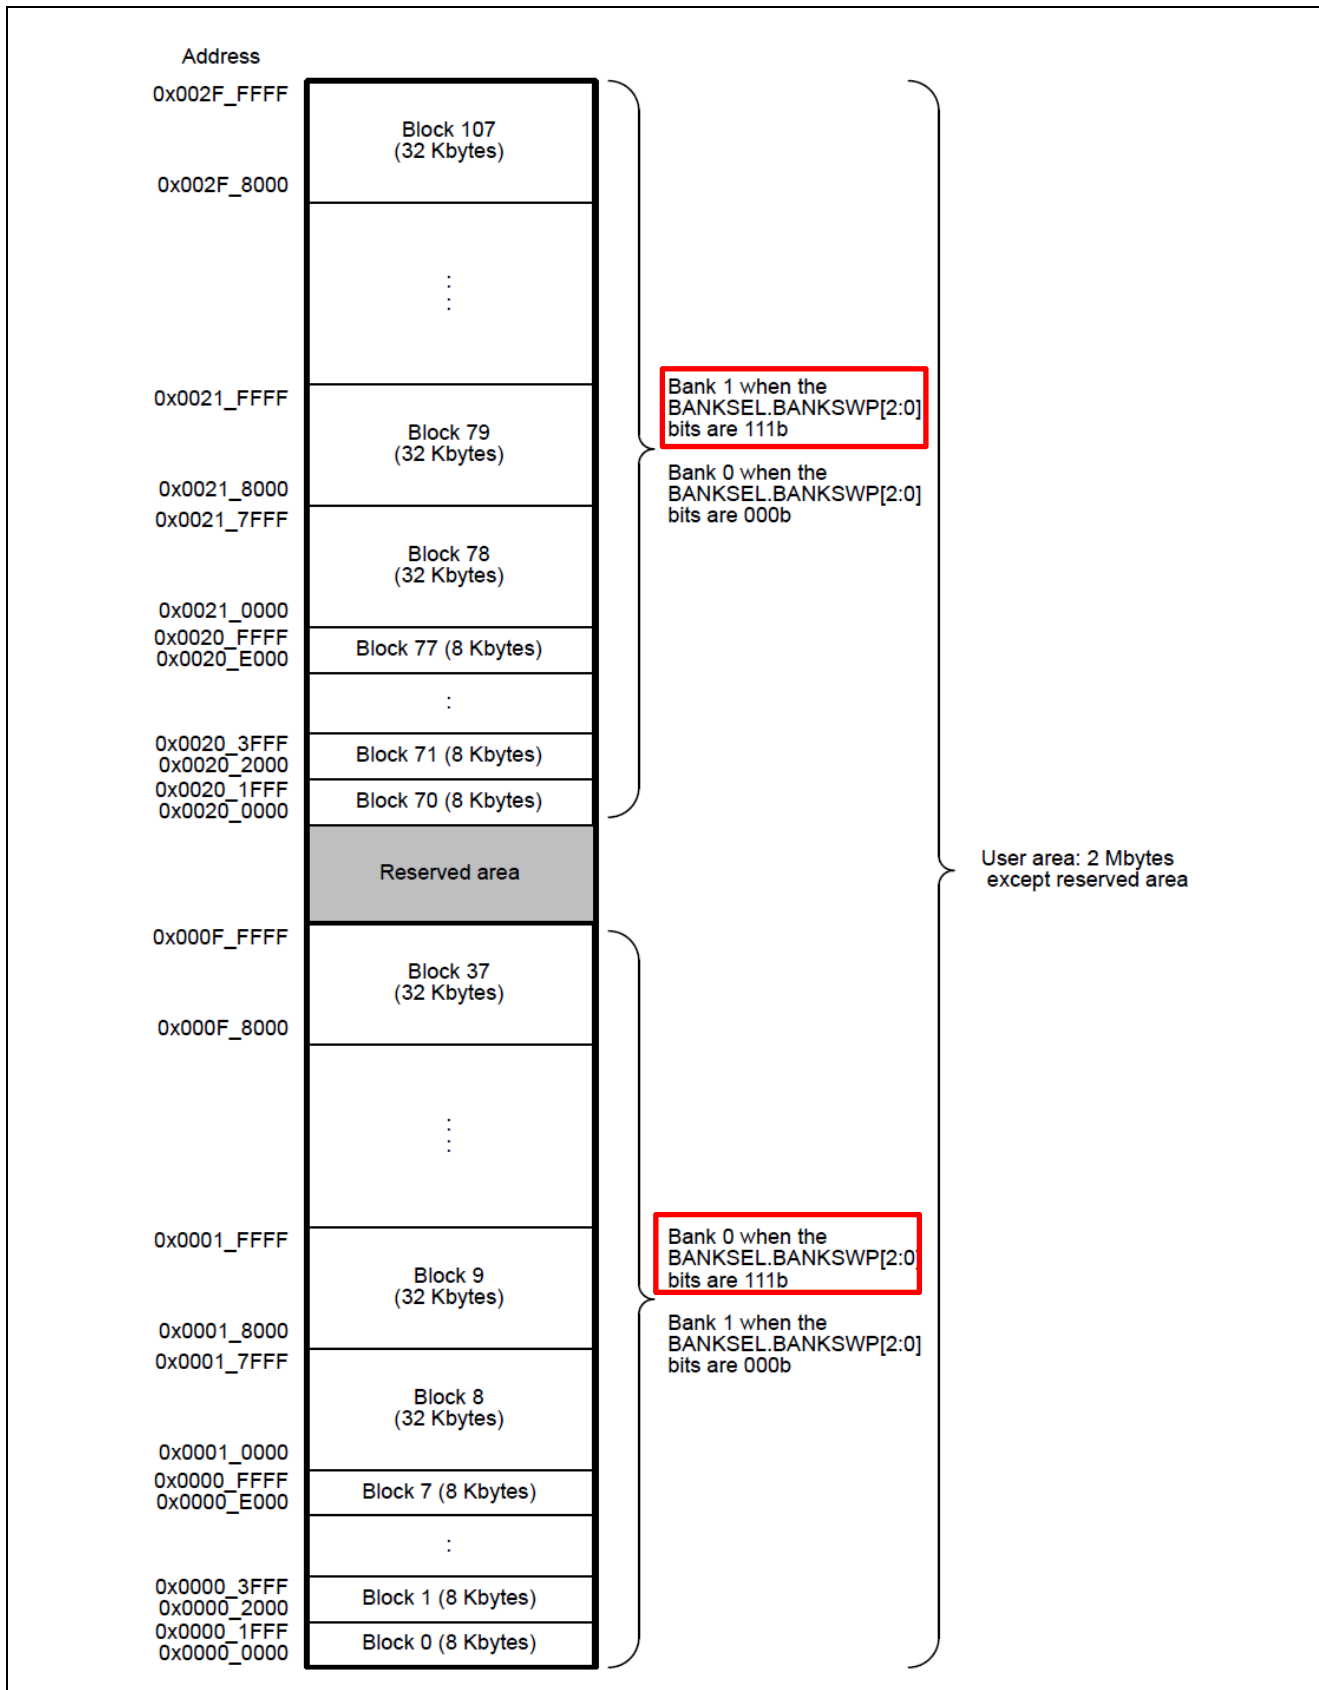 Address
0x002F_FFFF
Block 107
(32 Kbytes)
0x002F_8000
0x0021_FFFF
Block 79
(32 Kbytes)
0x0021_8000
0x0021_7FFF
Block 78
(32 Kbytes)
0x0021_0000
0x0020_FFFF
0x0020_E000
Block 77 (8 Kbytes)
0x0020_3FFF
0x0020_2000
Block 71 (8 Kbytes)
0x0020_1FFF
0x0020_0000
Block 70 (8 Kbytes)
Bank 1 when the
BANKSEL.BANKSWP[2:0]
bits are 111b
Bank 0 when the
BANKSEL.BANKSWP[2:0]
bits are 000b
Reserved area
User area: 2 Mbytes
except reserved area
0x000F_FFFF
Block 37
(32 Kbytes)
0x000F_8000
0x0001_FFFF
Block 9
(32 Kbytes)
0x0001_8000
0x0001_7FFF
Block 8
(32 Kbytes)
0x0001_0000
0x0000_FFFF
0x0000_E000
Block 7 (8 Kbytes)
0x0000_3FFF
0x0000_2000
Block 1 (8 Kbytes)
0x0000_1FFF
0x0000_0000
Block 0 (8 Kbytes)
Bank 0 when the
BANKSEL.BANKSWP[2:0]
bits are 111b
Bank 1 when the
BANKSEL.BANKSWP[2:0]
bits are 000b